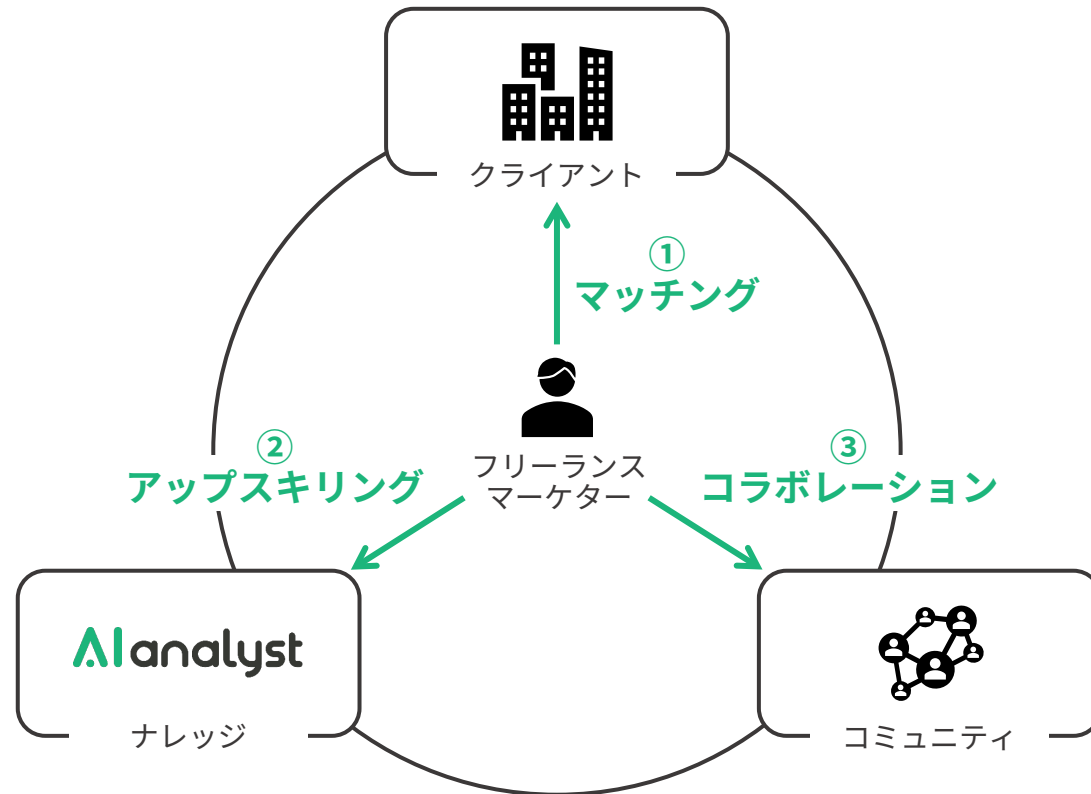 クライアント
①
マッチング
フリーランス
マーケター
②
アップスキリング
③
コラボレーション
AI analyst
ナレッジ
コミュニティ